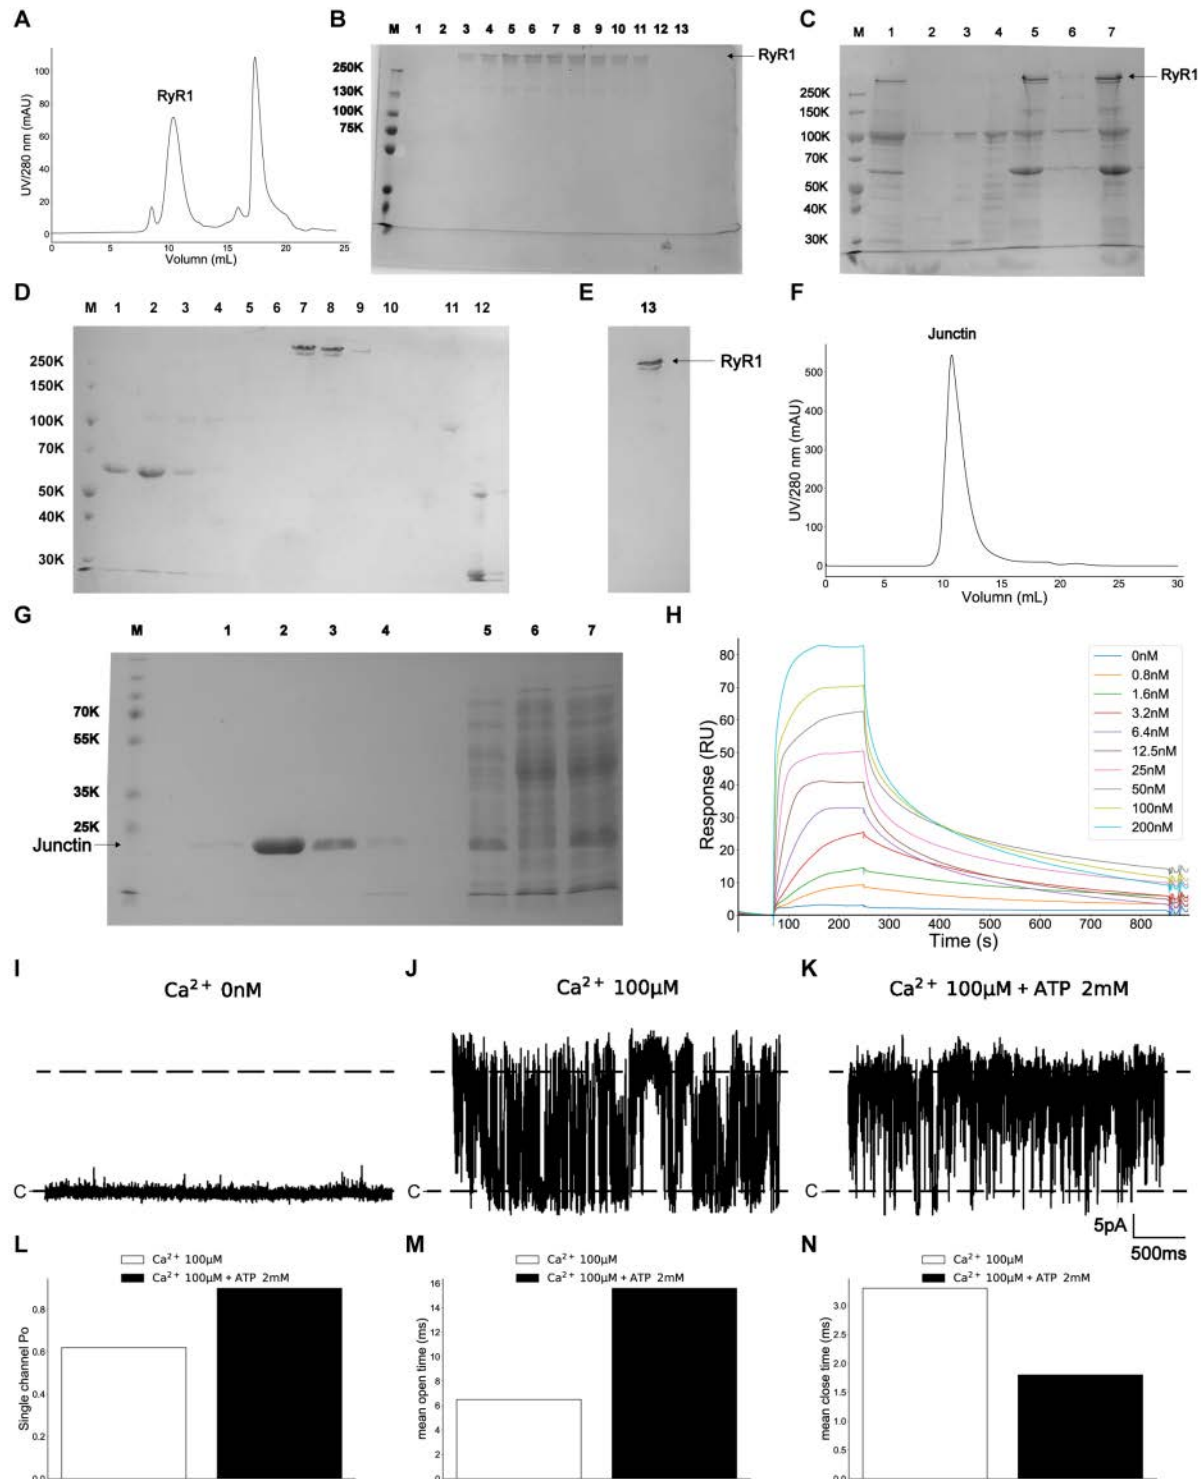 A
RyR1
UV/280 nm (mAU)
100
80
60
40
20
0
0 5 10 15 20 25
Volumn (mL)
B
M 1 2 3 4 5 6 7 8 9 10 11 12 13
250K
130K
100K
75K
RyR1
C
M 1 2 3 4 5 6 7
250K
150K
100K
70K
50K
40K
30K
RyR1
D
M 1 2 3 4 5 6 7 8 9 10 11 12
250K
150K
100K
70K
50K
40K
30K
E
13
RyR1
F
Junctin
UV/280 nm (mAU)
500
400
300
200
100
0
0 5 10 15 20 25 30
Volumn (mL)
G
M 1 2 3 4 5 6 7
70K
55K
35K
25K
Junctin
H
Response (RU)
80
70
60
50
40
30
20
10
0
100 200 300 400 500 600 700 800
Time (s)
0nM
0.8nM
1.6nM
3.2nM
6.4nM
12.5nM
25nM
50nM
100nM
200nM
I
Ca²⁺ 0nM
C
J
Ca²⁺ 100µM
C
K
Ca²⁺ 100µM + ATP 2mM
C
5pA
500ms
L
Ca²⁺ 100µM
Ca²⁺ 100µM + ATP 2mM
Single channel Po
0.8
0.6
0.4
0.2
0.0
M
Ca²⁺ 100µM
Ca²⁺ 100µM + ATP 2mM
mean open time (ms)
16
14
12
10
8
6
4
2
0
N
Ca²⁺ 100µM
Ca²⁺ 100µM + ATP 2mM
mean close time (ms)
3.0
2.5
2.0
1.5
1.0
0.5
0.0